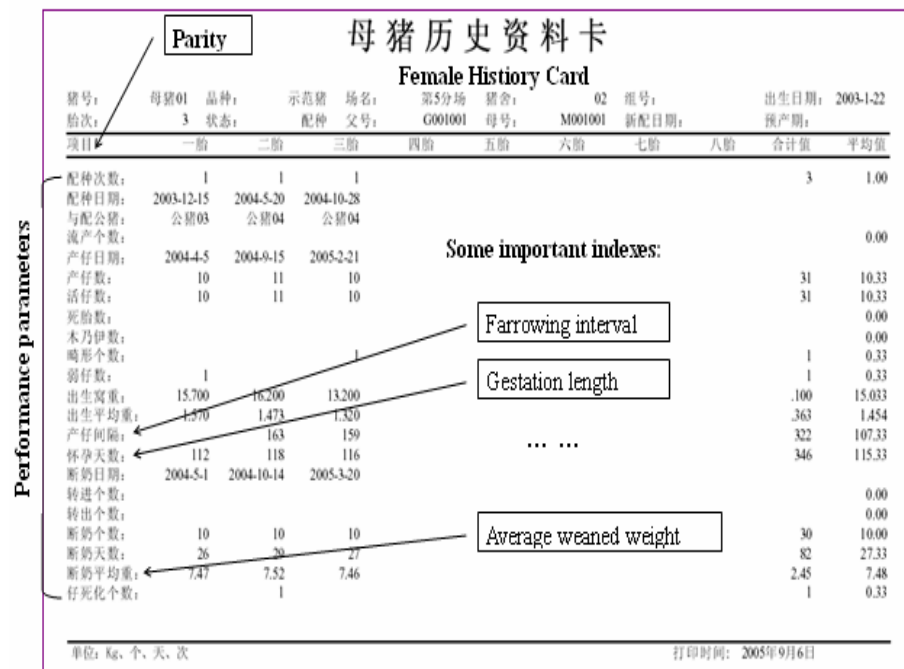 Parity
母猪历史资料卡
Female Histiory Card
猪号: 母猪01 品种: 示范猪 场名: 第5分场 猪舍: 02 组号: 出生日期: 2003-1-22
胎次: 3 状态: 配种 父号: G001001 母号: M001001 新配日期: 预产期:
项目 一胎 二胎 三胎 四胎 五胎 六胎 七胎 八胎 合计值 平均值
配种次数: 1 1 1 3 1.00
配种日期: 2003-12-15 2004-5-20 2004-10-28
与配公猪: 公猪03 公猪04 公猪04
流产个数: 0.00
产仔日期: 2004-4-5 2004-9-15 2005-2-21
Some important indexes:
产仔数: 10 11 10 31 10.33
活仔数: 10 11 10 31 10.33
死胎数: 0.00
Farrowing interval
木乃伊数: 0.00
畸形个数: 1 1 0.33
弱仔数: 1 1 0.33
Gestation length
出生窝重: 15.700 16.200 13.200 .100 15.033
出生平均重: 1.570 1.473 1.320 .363 1.454
产仔间隔: 163 159 322 107.33
... ...
怀孕天数: 112 118 116 346 115.33
断奶日期: 2004-5-1 2004-10-14 2005-3-20
转进个数: 0.00
转出个数: 0.00
断奶个数: 10 10 10 30 10.00
Average weaned weight
断奶天数: 26 29 27 82 27.33
断奶平均重: 7.47 7.52 7.46 2.45 7.48
仔死化个数: 1 1 0.33
Performance parameters
单位: Kg、个、天、次 打印时间: 2005年9月6日